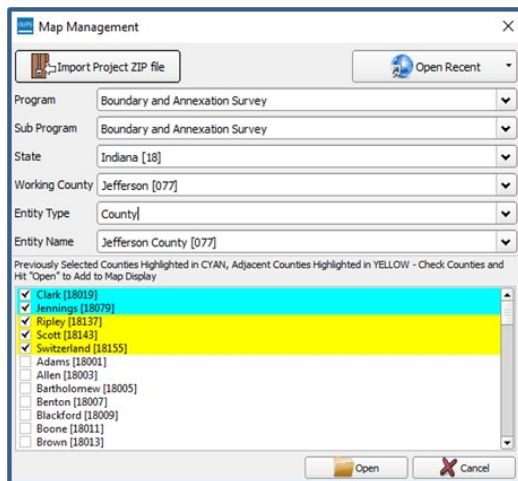 GUPS Map Management
Import Project ZIP file
Open Recent
Program Boundary and Annexation Survey
Sub Program Boundary and Annexation Survey
State Indiana [18]
Working County Jefferson [077]
Entity Type County
Entity Name Jefferson County [077]
Previously Selected Counties Highlighted in CYAN, Adjacent Counties Highlighted in YELLOW - Check Counties and
Hit "Open" to Add to Map Display
Clark [18019]
Jennings [18079]
Ripley [18137]
Scott [18143]
Switzerland [18155]
Adams [18001]
Allen [18003]
Bartholomew [18005]
Benton [18007]
Blackford [18009]
Boone [18011]
Brown [18013]
Open
Cancel